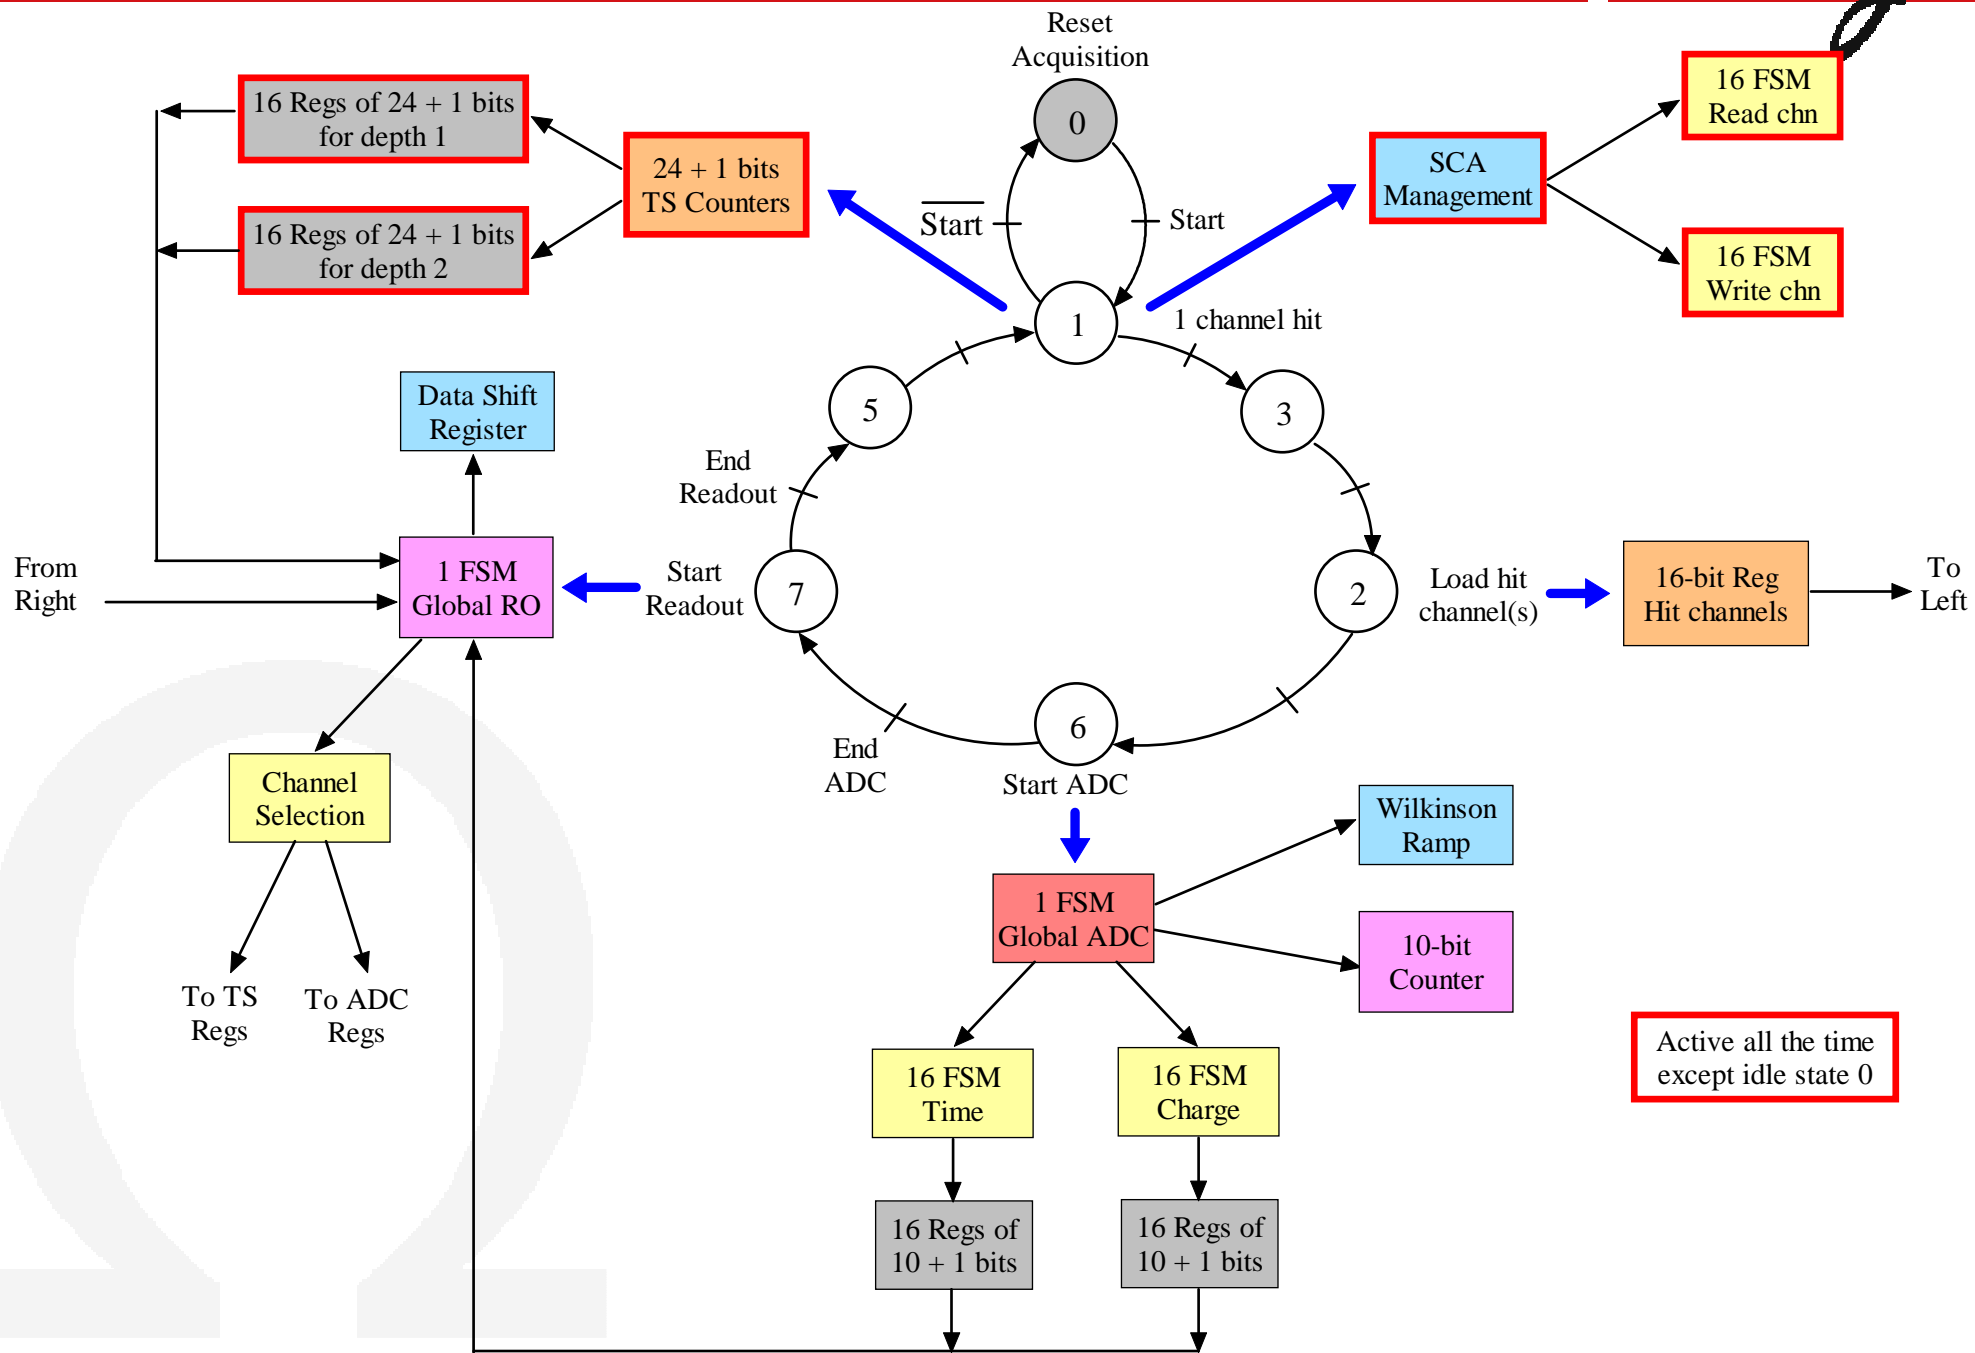 Reset
Acquisition
0
Start
Start
1
1 channel hit
3
2
6
7
5
16 Regs of 24 + 1 bits
for depth 1
16 Regs of 24 + 1 bits
for depth 2
24 + 1 bits
TS Counters
SCA
Management
16 FSM
Read chn
16 FSM
Write chn
Data Shift
Register
End
Readout
From
Right
1 FSM
Global RO
Start
Readout
Load hit
channel(s)
16-bit Reg
Hit channels
To
Left
End
ADC
Start ADC
Channel
Selection
To TS
Regs
To ADC
Regs
1 FSM
Global ADC
Wilkinson
Ramp
10-bit
Counter
16 FSM
Time
16 FSM
Charge
16 Regs of
10 + 1 bits
16 Regs of
10 + 1 bits
Active all the time
except idle state 0
Ω